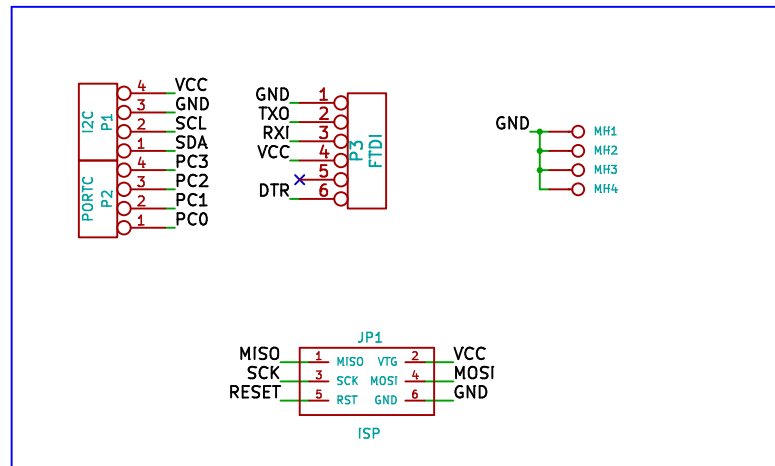 I2C
P1
4 VCC
3 GND
2 SCL
1 SDA
PORTC
P2
4 PC3
3 PC2
2 PC1
1 PC0
GND 1
TXO 2
RXI 3
VCC 4
5
DTR 6
P3
FTDI
GND
MH1
MH2
MH3
MH4
JP1
MISO 1 MISO VTG 2 VCC
SCK 3 SCK MOSI 4 MOSI
RESET 5 RST GND 6 GND
ISP